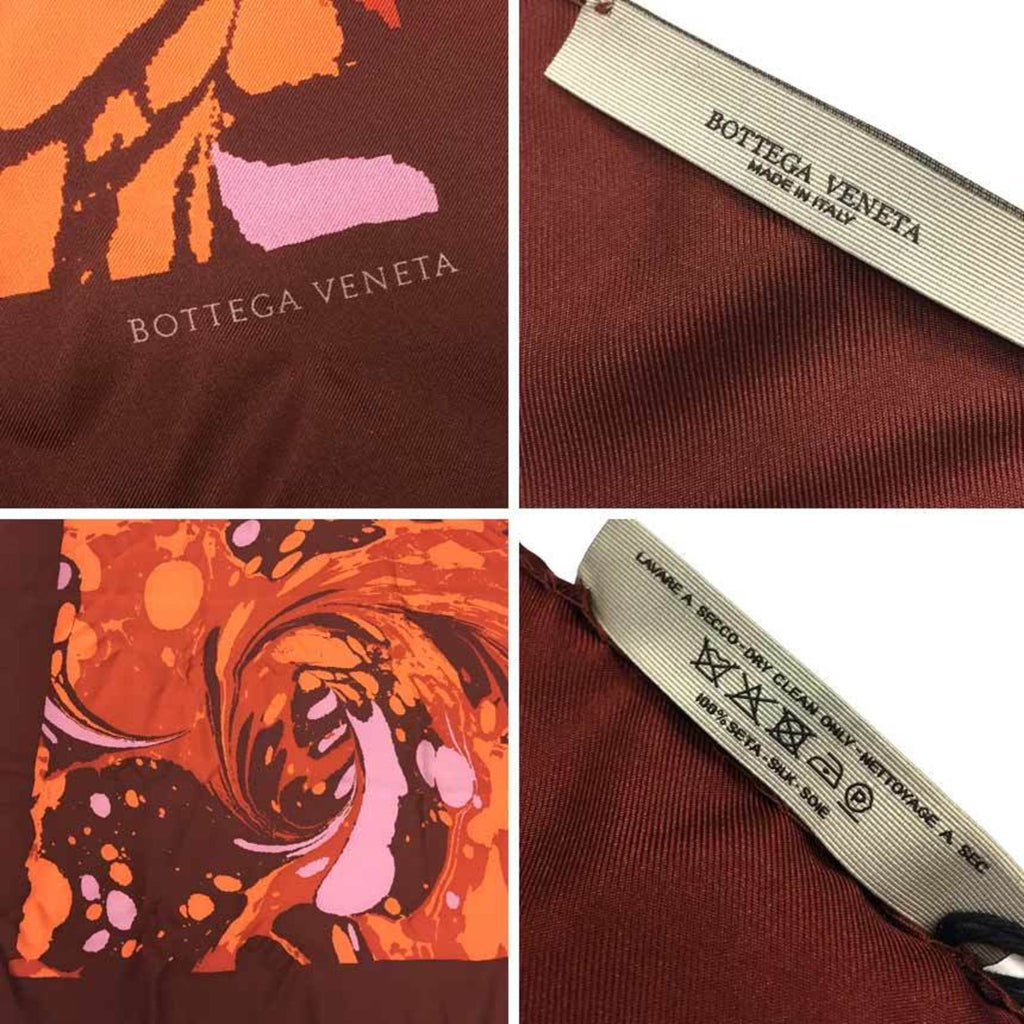 BOTTEGA VENETA
BOTTEGA VENETA
MADE IN ITALY
LAVARE A SECCO-DRY CLEAN ONLY-NETTOYAGE A SEC
P
100% SETA-SILK-SOIE